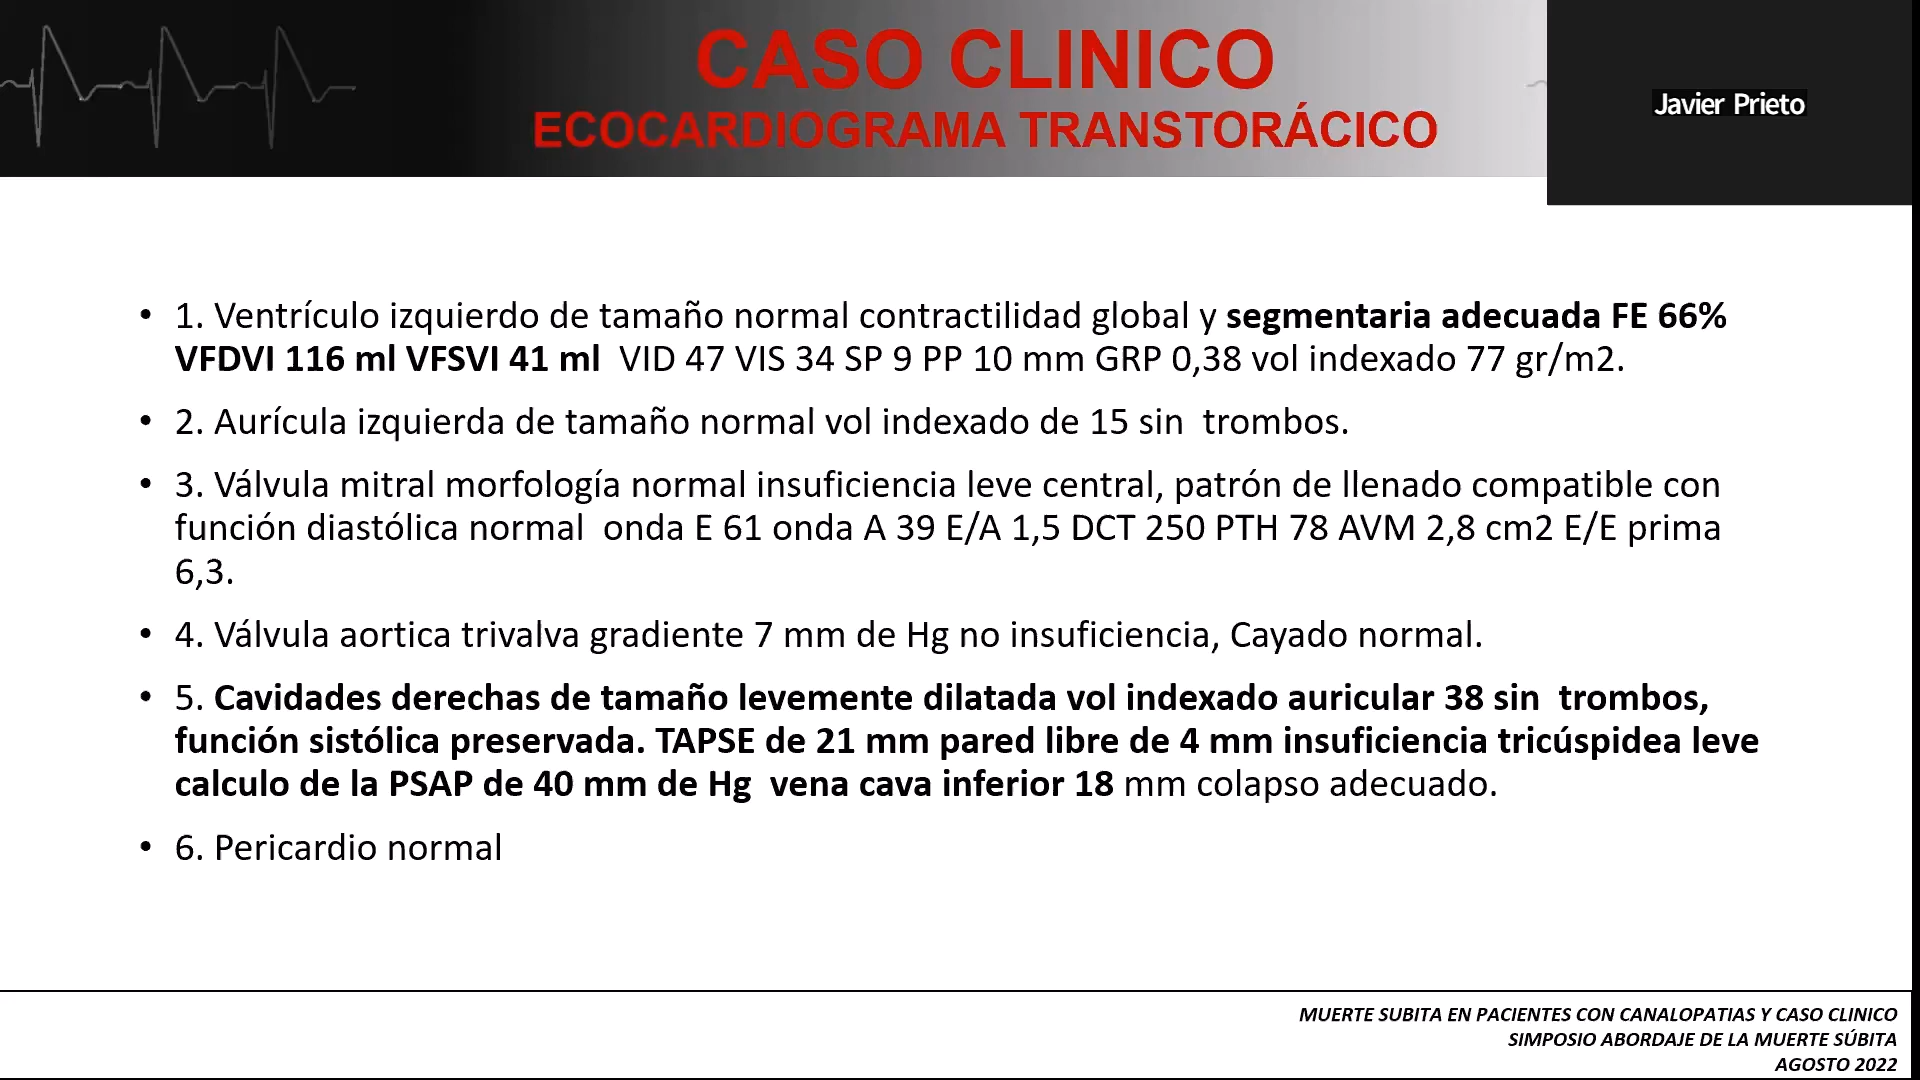 CASO CLINICO
ECOCARDIOGRAMA TRANSTORÁCICO
Javier Prieto
• 1. Ventrículo izquierdo de tamaño normal contractilidad global y segmentaria adecuada FE 66%
VFDVI 116 ml VFSVI 41 ml VID 47 VIS 34 SP 9 PP 10 mm GRP 0,38 vol indexado 77 gr/m2.
• 2. Aurícula izquierda de tamaño normal vol indexado de 15 sin trombos.
• 3. Válvula mitral morfología normal insuficiencia leve central, patrón de llenado compatible con
función diastólica normal onda E 61 onda A 39 E/A 1,5 DCT 250 PTH 78 AVM 2,8 cm2 E/E prima
6,3.
• 4. Válvula aortica trivalva gradiente 7 mm de Hg no insuficiencia, Cayado normal.
• 5. Cavidades derechas de tamaño levemente dilatada vol indexado auricular 38 sin trombos,
función sistólica preservada. TAPSE de 21 mm pared libre de 4 mm insuficiencia tricúspidea leve
calculo de la PSAP de 40 mm de Hg vena cava inferior 18 mm colapso adecuado.
• 6. Pericardio normal
MUERTE SUBITA EN PACIENTES CON CANALOPATIAS Y CASO CLINICO
SIMPOSIO ABORDAJE DE LA MUERTE SÚBITA
AGOSTO 2022